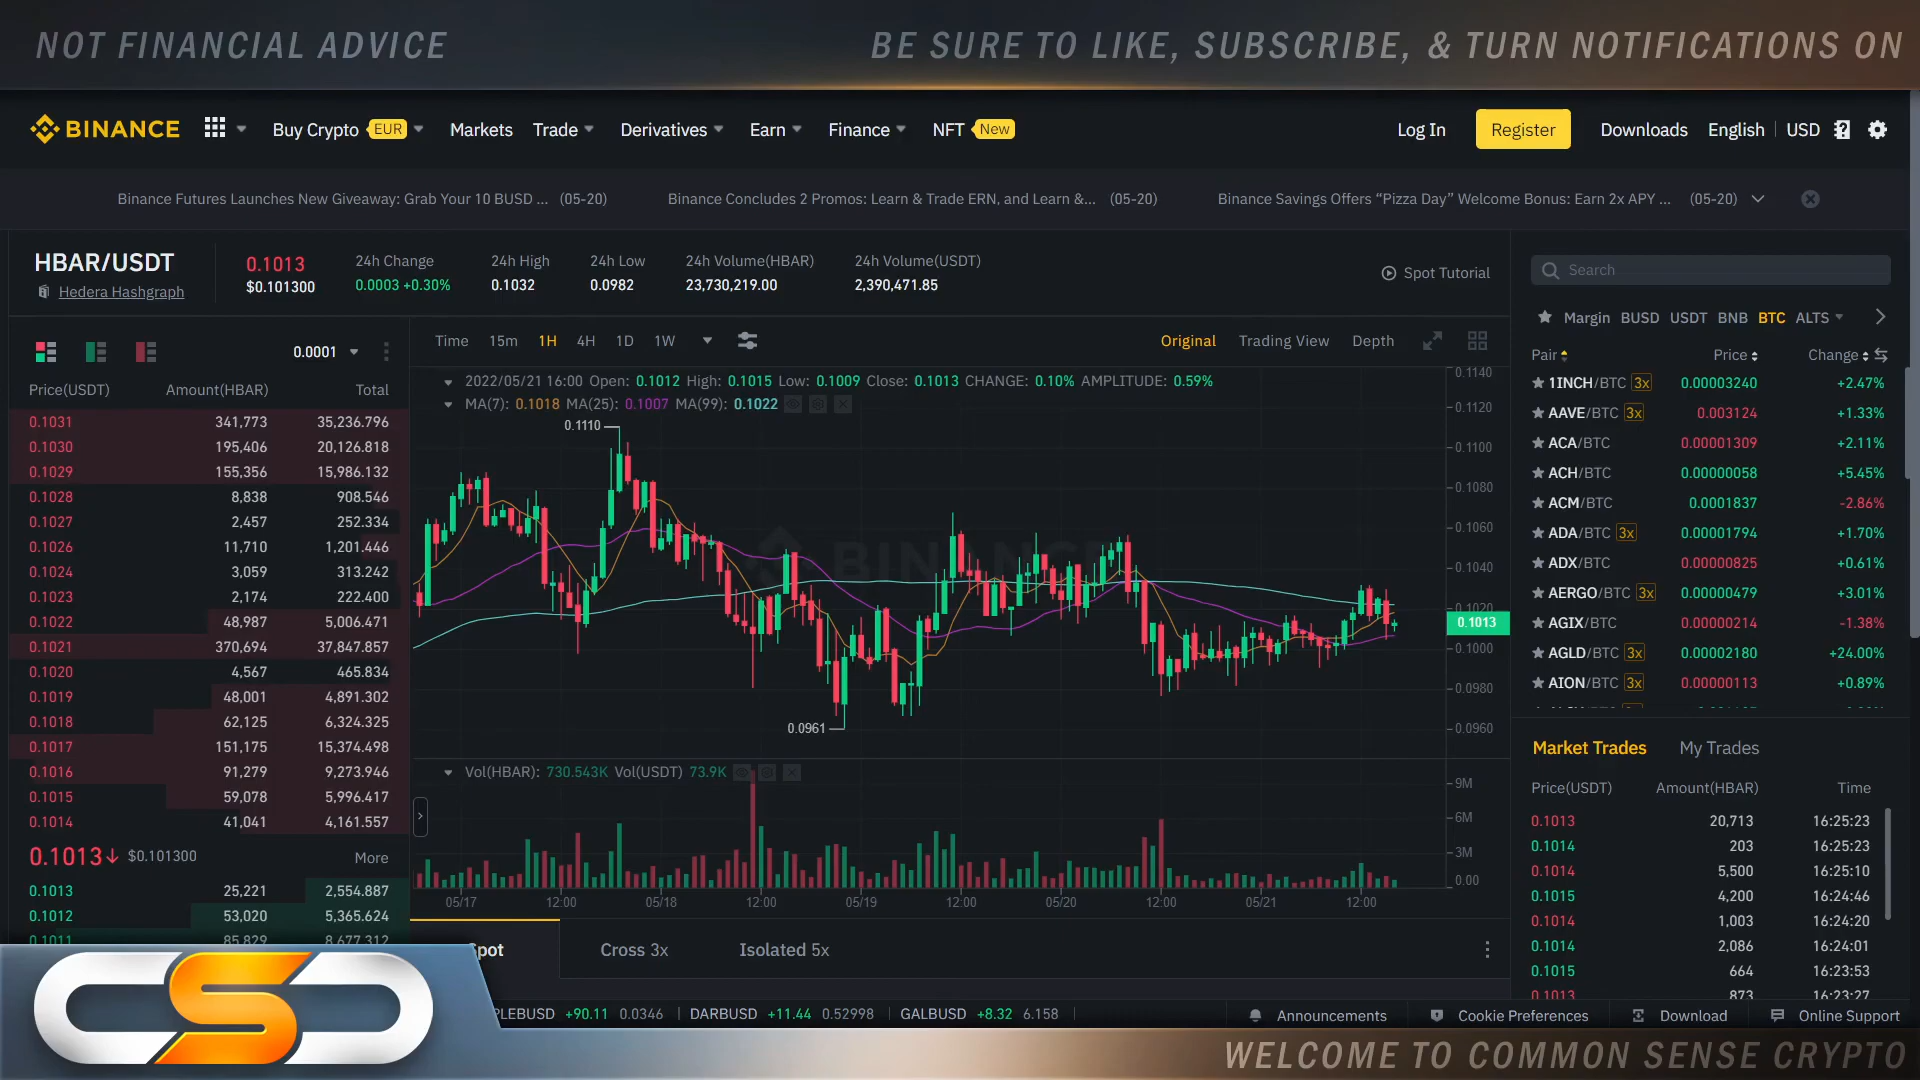 NOT FINANCIAL ADVICE
BE SURE TO LIKE, SUBSCRIBE, & TURN NOTIFICATIONS ON
BINANCE
Buy Crypto EUR Markets Trade Derivatives Earn Finance NFT New
Log In Register Downloads English USD
Binance Futures Launches New Giveaway: Grab Your 10 BUSD ... (05-20)
Binance Concludes 2 Promos: Learn & Trade ERN, and Learn &... (05-20)
Binance Savings Offers “Pizza Day” Welcome Bonus: Earn 2x APY ... (05-20)
HBAR/USDT
Hedera Hashgraph
0.1013
$0.101300
24h Change
0.0003 +0.30%
24h High
0.1032
24h Low
0.0982
24h Volume(HBAR)
23,730,219.00
24h Volume(USDT)
2,390,471.85
Spot Tutorial
0.0001
Price(USDT) Amount(HBAR) Total
0.1031 341,773 35,236.796
0.1030 195,406 20,126.818
0.1029 155,356 15,986.132
0.1028 8,838 908.546
0.1027 2,457 252.334
0.1026 11,710 1,201.446
0.1024 3,059 313.242
0.1023 2,174 222.400
0.1022 48,987 5,006.471
0.1021 370,694 37,847.857
0.1020 4,567 465.834
0.1019 48,001 4,891.302
0.1018 62,125 6,324.325
0.1017 151,175 15,374.498
0.1016 91,279 9,273.946
0.1015 59,078 5,996.417
0.1014 41,041 4,161.557
0.1013 $0.101300 More
0.1013 25,221 2,554.887
0.1012 53,020 5,365.624
0.1011 85,829 8,677.312
Time 15m 1H 4H 1D 1W
Original Trading View Depth
2022/05/21 16:00 Open: 0.1012 High: 0.1015 Low: 0.1009 Close: 0.1013 CHANGE: 0.10% AMPLITUDE: 0.59%
MA(7): 0.1018 MA(25): 0.1007 MA(99): 0.1022
0.1110
0.0961
BINANCE
0.1140
0.1120
0.1100
0.1080
0.1060
0.1040
0.1020
0.1013
0.1000
0.0980
0.0960
Vol(HBAR): 730.543K Vol(USDT) 73.9K
9M
6M
3M
0.00
05/17 12:00 05/18 12:00 05/19 12:00 05/20 12:00 05/21 12:00
Spot Cross 3x Isolated 5x
Search
Margin BUSD USDT BNB BTC ALTS
Pair Price Change
1INCH/BTC 3x 0.00003240 +2.47%
AAVE/BTC 3x 0.003124 +1.33%
ACA/BTC 0.00001309 +2.11%
ACH/BTC 0.00000058 +5.45%
ACM/BTC 0.0001837 -2.86%
ADA/BTC 3x 0.00001794 +1.70%
ADX/BTC 0.00000825 +0.61%
AERGO/BTC 3x 0.00000479 +3.01%
AGIX/BTC 0.00000214 -1.38%
AGLD/BTC 3x 0.00002180 +24.00%
AION/BTC 3x 0.00000113 +0.89%
Market Trades My Trades
Price(USDT) Amount(HBAR) Time
0.1013 20,713 16:25:23
0.1014 203 16:25:23
0.1014 5,500 16:25:10
0.1015 4,200 16:24:46
0.1014 1,003 16:24:20
0.1014 2,086 16:24:01
0.1015 664 16:23:53
0.1013 873 16:23:27
PLEBUSD +90.11 0.0346 DARBUSD +11.44 0.52998 GALBUSD +8.32 6.158
Announcements Cookie Preferences Download Online Support
CSC
WELCOME TO COMMON SENSE CRYPTO